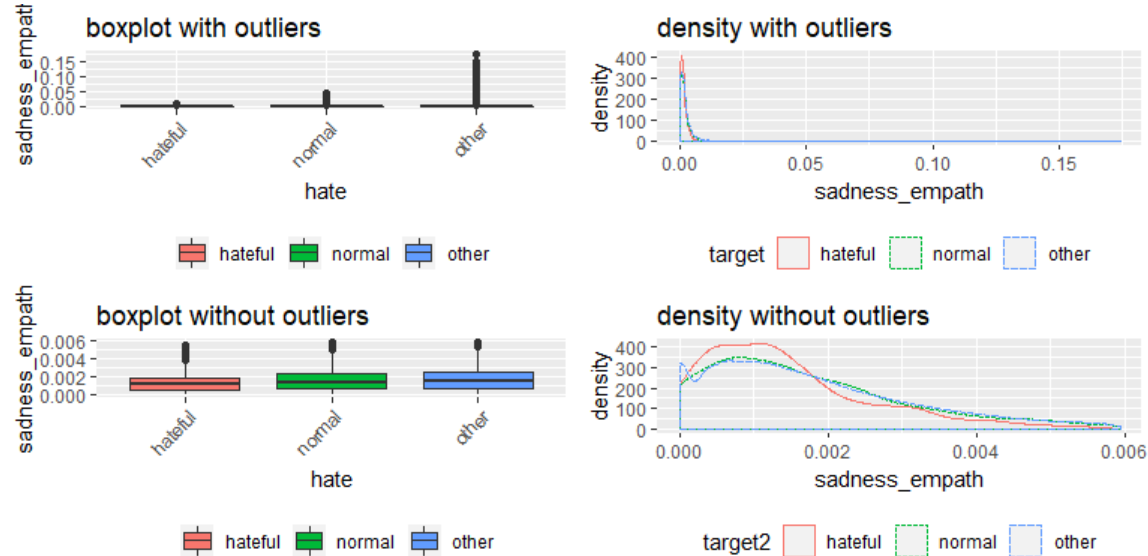 boxplot with outliers
sadness_empath
0.15
0.10
0.05
0.00
hateful
normal
other
hate
hateful normal other
density with outliers
density
400
300
200
100
0
0.00 0.05 0.10 0.15
sadness_empath
target hateful normal other
boxplot without outliers
sadness_empath
0.006
0.004
0.002
0.000
hateful
normal
other
hate
hateful normal other
density without outliers
density
400
300
200
100
0
0.000 0.002 0.004 0.006
sadness_empath
target2 hateful normal other